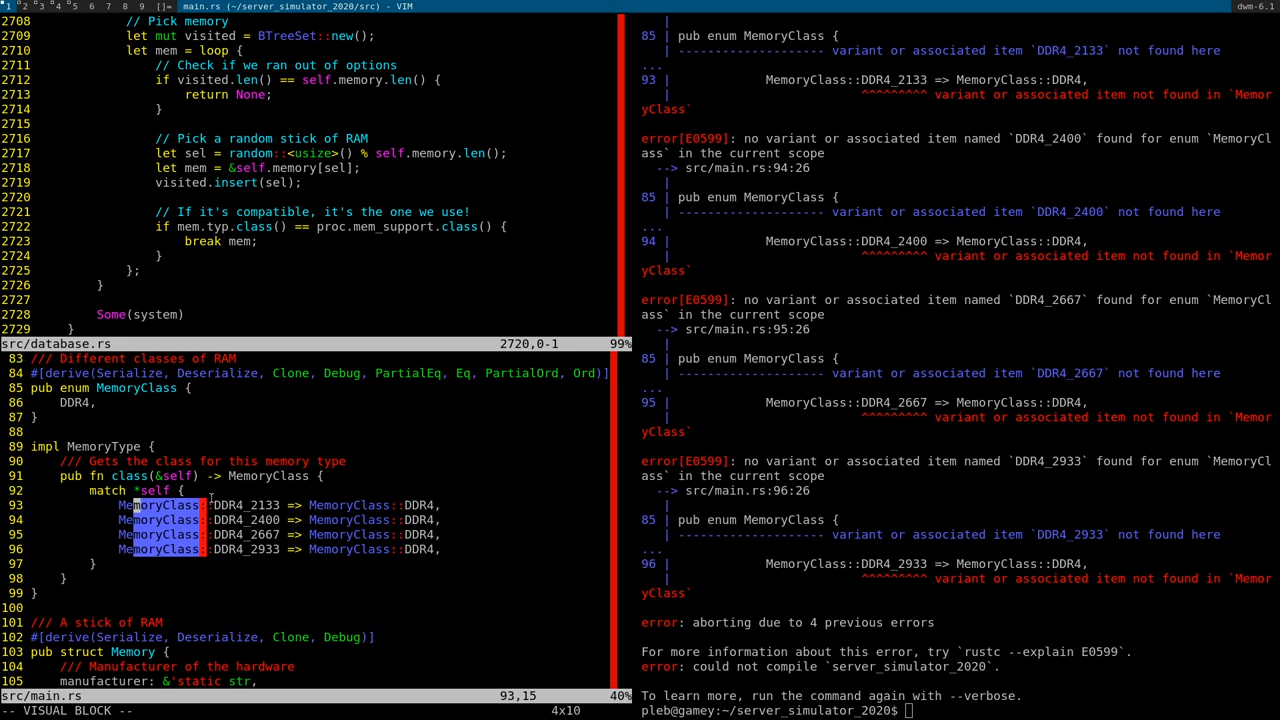 1 2 3 4 5 6 7 8 9 []= main.rs (~/server_simulator_2020/src) - VIM dwm-6.1
2708 // Pick memory
2709 let mut visited = BTreeSet::new();
2710 let mem = loop {
2711 // Check if we ran out of options
2712 if visited.len() == self.memory.len() {
2713 return None;
2714 }
2715
2716 // Pick a random stick of RAM
2717 let sel = random::<usize>() % self.memory.len();
2718 let mem = &self.memory[sel];
2719 visited.insert(sel);
2720
2721 // If it's compatible, it's the one we use!
2722 if mem.typ.class() == proc.mem_support.class() {
2723 break mem;
2724 }
2725 };
2726 }
2727
2728 Some(system)
2729 }
src/database.rs 2720,0-1 99%
83 /// Different classes of RAM
84 #[derive(Serialize, Deserialize, Clone, Debug, PartialEq, Eq, PartialOrd, Ord)]
85 pub enum MemoryClass {
86 DDR4,
87 }
88
89 impl MemoryType {
90 /// Gets the class for this memory type
91 pub fn class(&self) -> MemoryClass {
92 match *self {
93 MemoryClass::DDR4_2133 => MemoryClass::DDR4,
94 MemoryClass::DDR4_2400 => MemoryClass::DDR4,
95 MemoryClass::DDR4_2667 => MemoryClass::DDR4,
96 MemoryClass::DDR4_2933 => MemoryClass::DDR4,
97 }
98 }
99 }
100
101 /// A stick of RAM
102 #[derive(Serialize, Deserialize, Clone, Debug)]
103 pub struct Memory {
104 /// Manufacturer of the hardware
105 manufacturer: &'static str,
src/main.rs 93,15 40%
-- VISUAL BLOCK -- 4x10
|
85 | pub enum MemoryClass {
| ------------------- variant or associated item `DDR4_2133` not found here
...
93 | MemoryClass::DDR4_2133 => MemoryClass::DDR4,
| ^^^^^^^^^ variant or associated item not found in `Memor
yClass`
error[E0599]: no variant or associated item named `DDR4_2400` found for enum `MemoryCl
ass` in the current scope
--> src/main.rs:94:26
|
85 | pub enum MemoryClass {
| ------------------- variant or associated item `DDR4_2400` not found here
...
94 | MemoryClass::DDR4_2400 => MemoryClass::DDR4,
| ^^^^^^^^^ variant or associated item not found in `Memor
yClass`
error[E0599]: no variant or associated item named `DDR4_2667` found for enum `MemoryCl
ass` in the current scope
--> src/main.rs:95:26
|
85 | pub enum MemoryClass {
| ------------------- variant or associated item `DDR4_2667` not found here
...
95 | MemoryClass::DDR4_2667 => MemoryClass::DDR4,
| ^^^^^^^^^ variant or associated item not found in `Memor
yClass`
error[E0599]: no variant or associated item named `DDR4_2933` found for enum `MemoryCl
ass` in the current scope
--> src/main.rs:96:26
|
85 | pub enum MemoryClass {
| ------------------- variant or associated item `DDR4_2933` not found here
...
96 | MemoryClass::DDR4_2933 => MemoryClass::DDR4,
| ^^^^^^^^^ variant or associated item not found in `Memor
yClass`
error: aborting due to 4 previous errors
For more information about this error, try `rustc --explain E0599`.
error: could not compile `server_simulator_2020`.
To learn more, run the command again with --verbose.
pleb@gamey:~/server_simulator_2020$